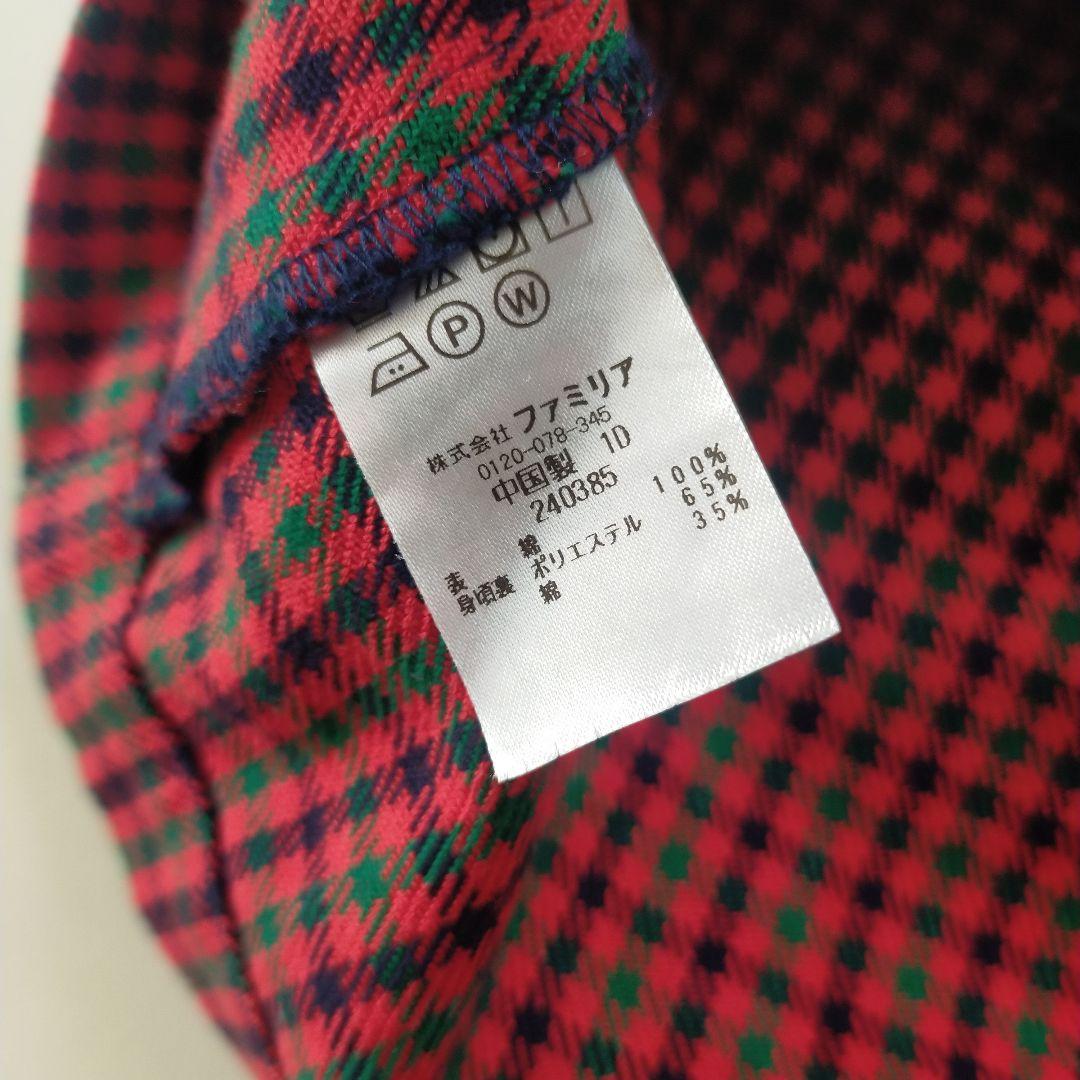 P W
株式会社 ファミリア
0120-078-345
中国製 1D
240385
表 綿 100%
身頃裏 ポリエステル 65%
綿 35%